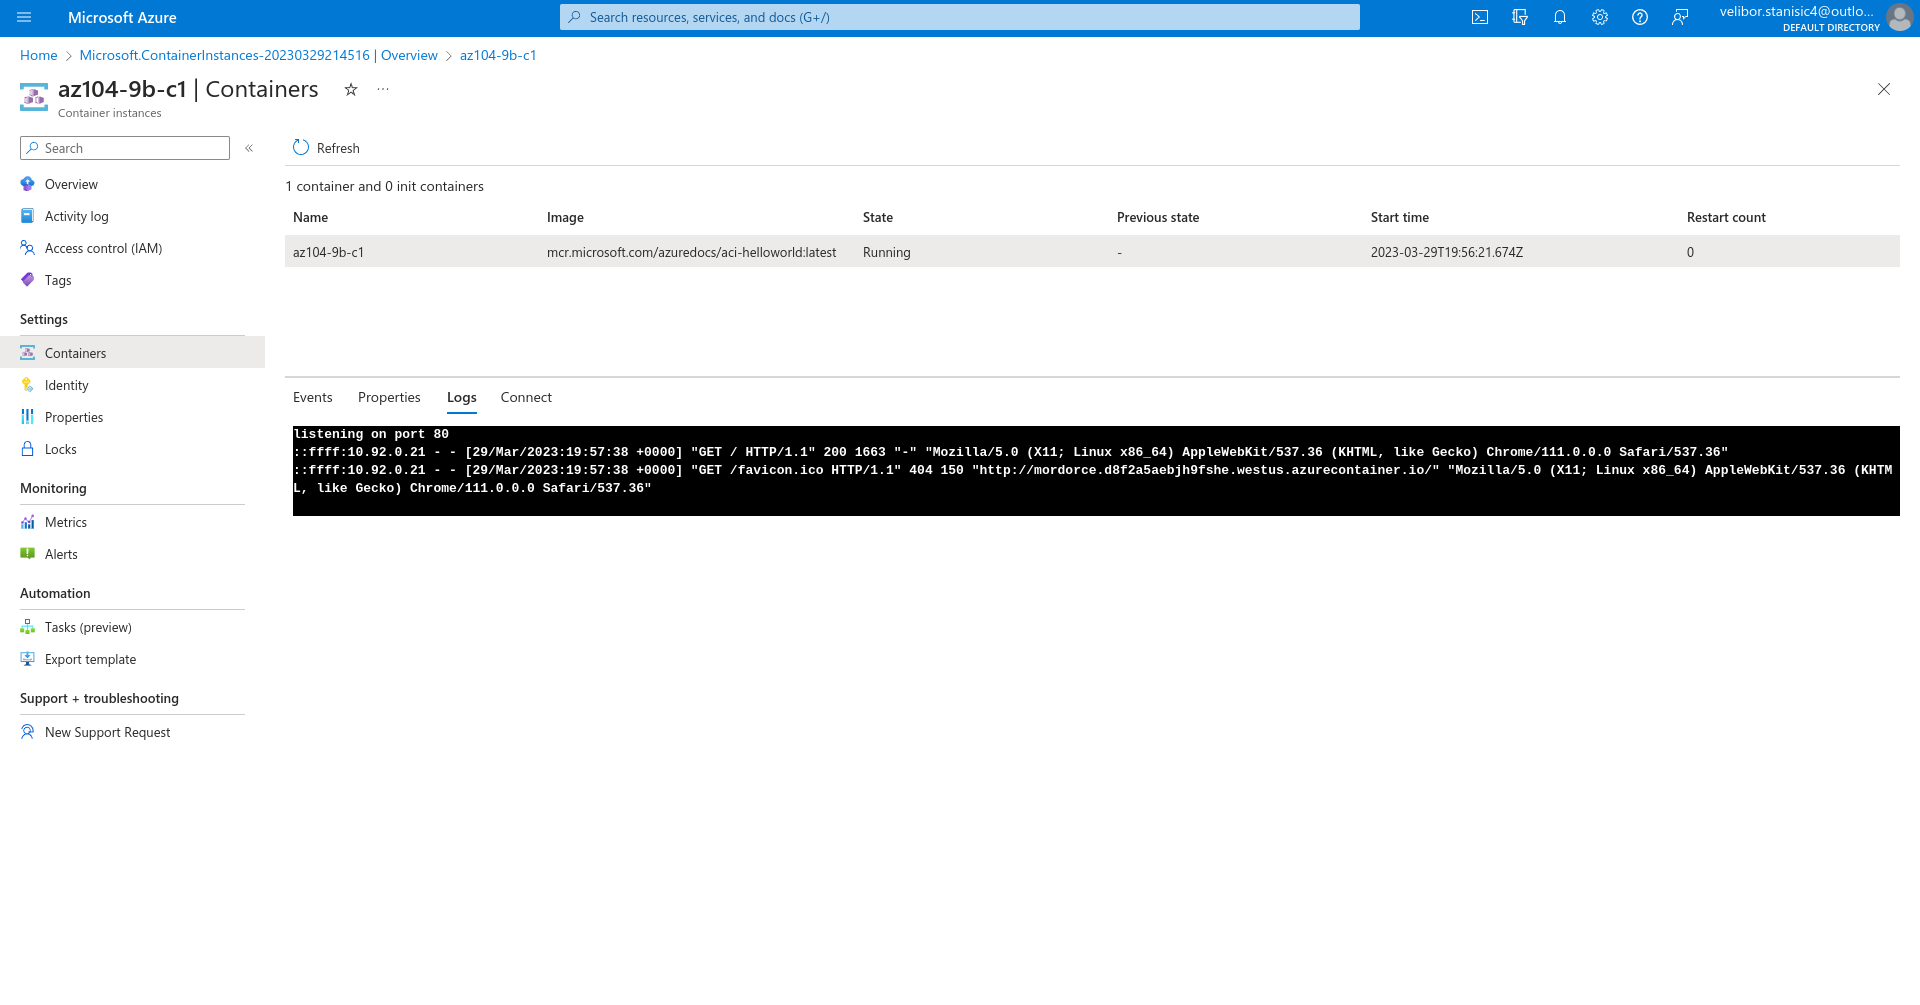 Microsoft Azure
Search resources, services, and docs (G+/)
velibor.stanisic4@outlo...
DEFAULT DIRECTORY
Home > Microsoft.ContainerInstances-20230329214516 | Overview > az104-9b-c1
az104-9b-c1 | Containers
Container instances
Search
Overview
Activity log
Access control (IAM)
Tags
Settings
Containers
Identity
Properties
Locks
Monitoring
Metrics
Alerts
Automation
Tasks (preview)
Export template
Support + troubleshooting
New Support Request
Refresh
1 container and 0 init containers
Name Image State Previous state Start time Restart count
az104-9b-c1 mcr.microsoft.com/azuredocs/aci-helloworld:latest Running - 2023-03-29T19:56:21.674Z 0
Events Properties Logs Connect
listening on port 80
::ffff:10.92.0.21 - - [29/Mar/2023:19:57:38 +0000] "GET / HTTP/1.1" 200 1663 "-" "Mozilla/5.0 (X11; Linux x86_64) AppleWebKit/537.36 (KHTML, like Gecko) Chrome/111.0.0.0 Safari/537.36"
::ffff:10.92.0.21 - - [29/Mar/2023:19:57:38 +0000] "GET /favicon.ico HTTP/1.1" 404 150 "http://mordorce.d8f2a5aebjh9fshe.westus.azurecontainer.io/" "Mozilla/5.0 (X11; Linux x86_64) AppleWebKit/537.36 (KHTM
L, like Gecko) Chrome/111.0.0.0 Safari/537.36"